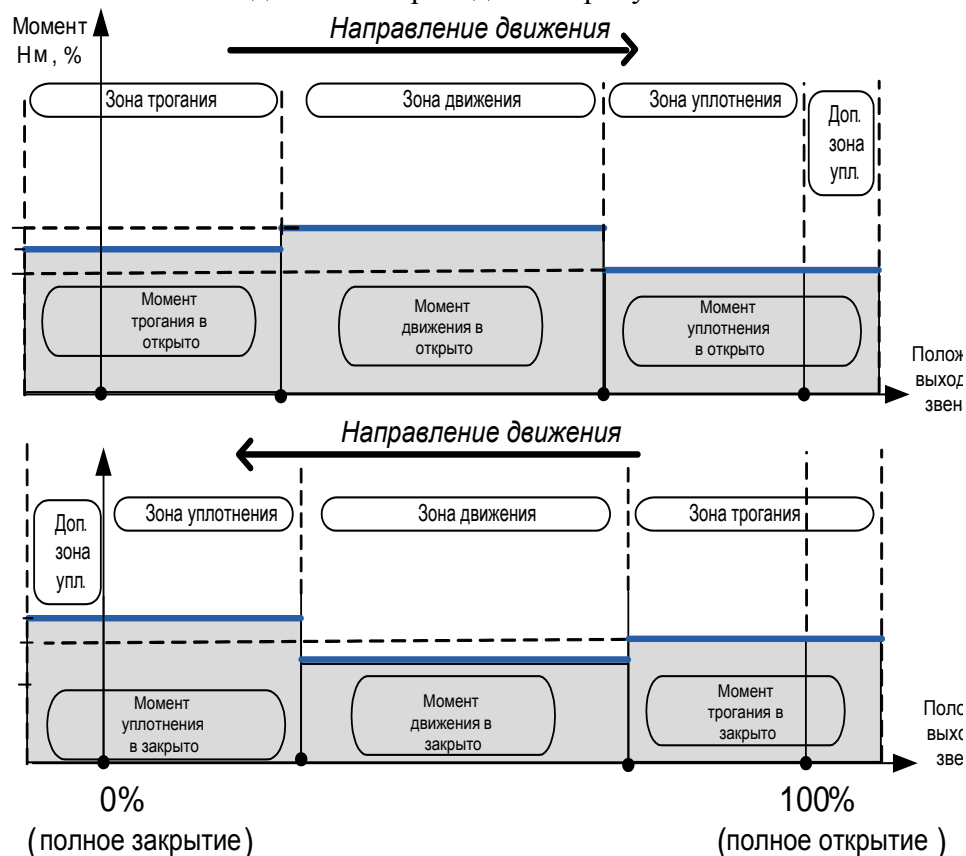 Момент
Нм, %
Направление движения
Зона трогания
Зона движения
Зона уплотнения
Доп.
зона
упл.
Момент
трогания в
открыто
Момент
движения в
открыто
Момент
уплотнения
в открыто
Направление движения
Доп.
зона
упл.
Зона уплотнения
Зона движения
Зона трогания
Момент
уплотнения
в закрыто
Момент
движения в
закрыто
Момент
трогания в
закрыто
0%
(полное закрытие)
100%
(полное открытие )